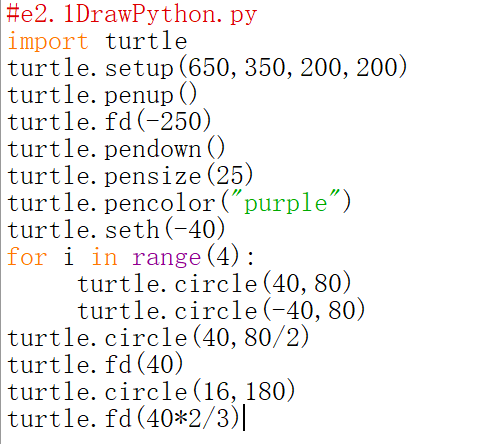 #e2.1DrawPython.py
import turtle
turtle.setup(650,350,200,200)
turtle.penup()
turtle.fd(-250)
turtle.pendown()
turtle.pensize(25)
turtle.pencolor("purple")
turtle.seth(-40)
for i in range(4):
    turtle.circle(40,80)
    turtle.circle(-40,80)
turtle.circle(40,80/2)
turtle.fd(40)
turtle.circle(16,180)
turtle.fd(40*2/3)